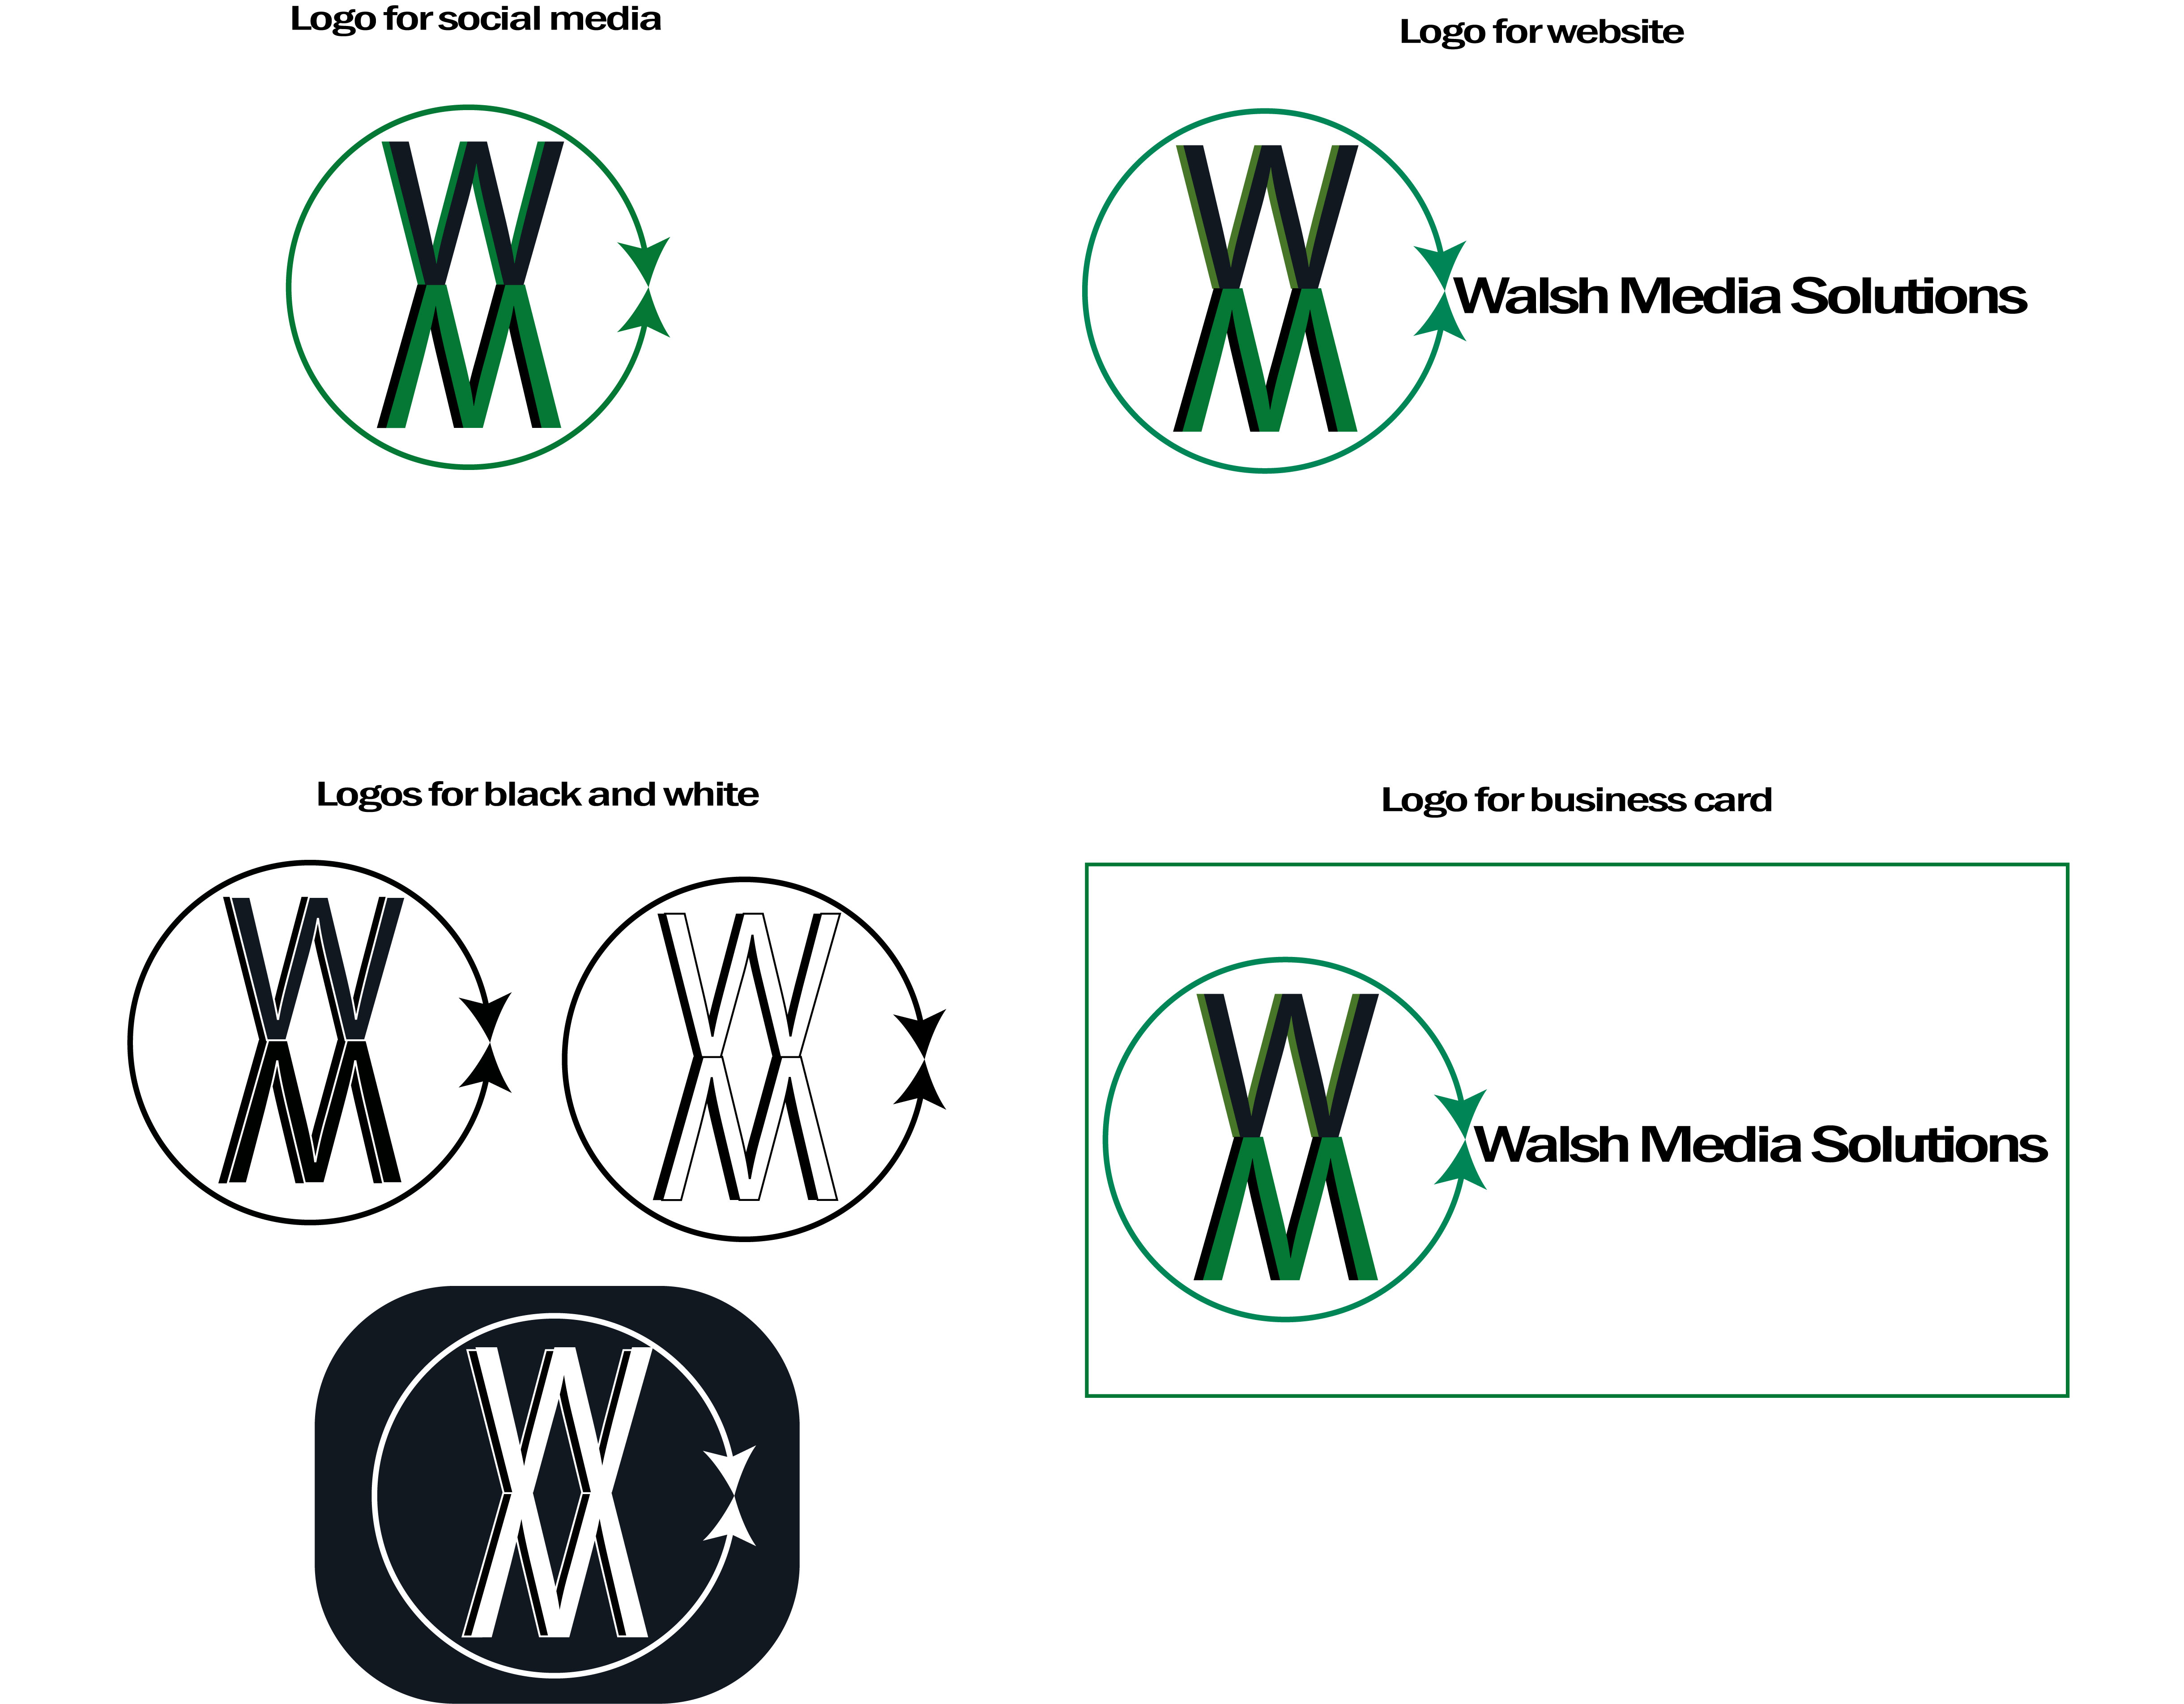 Logo for social media
Logo for website
Walsh Media Solutions
Logos for black and white
Logo for business card
Walsh Media Solutions